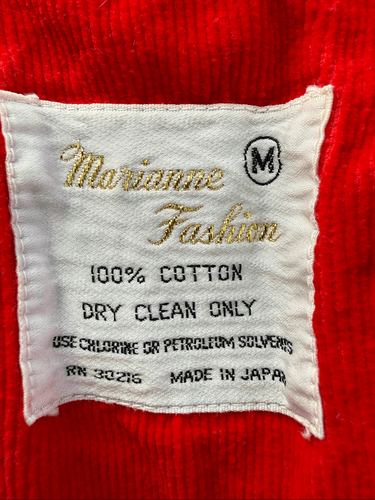 Marianne M
Fashion
100% COTTON
DRY CLEAN ONLY
USE CHLORINE OR PETROLEUM SOLVENTS
RN 30216 MADE IN JAPAN